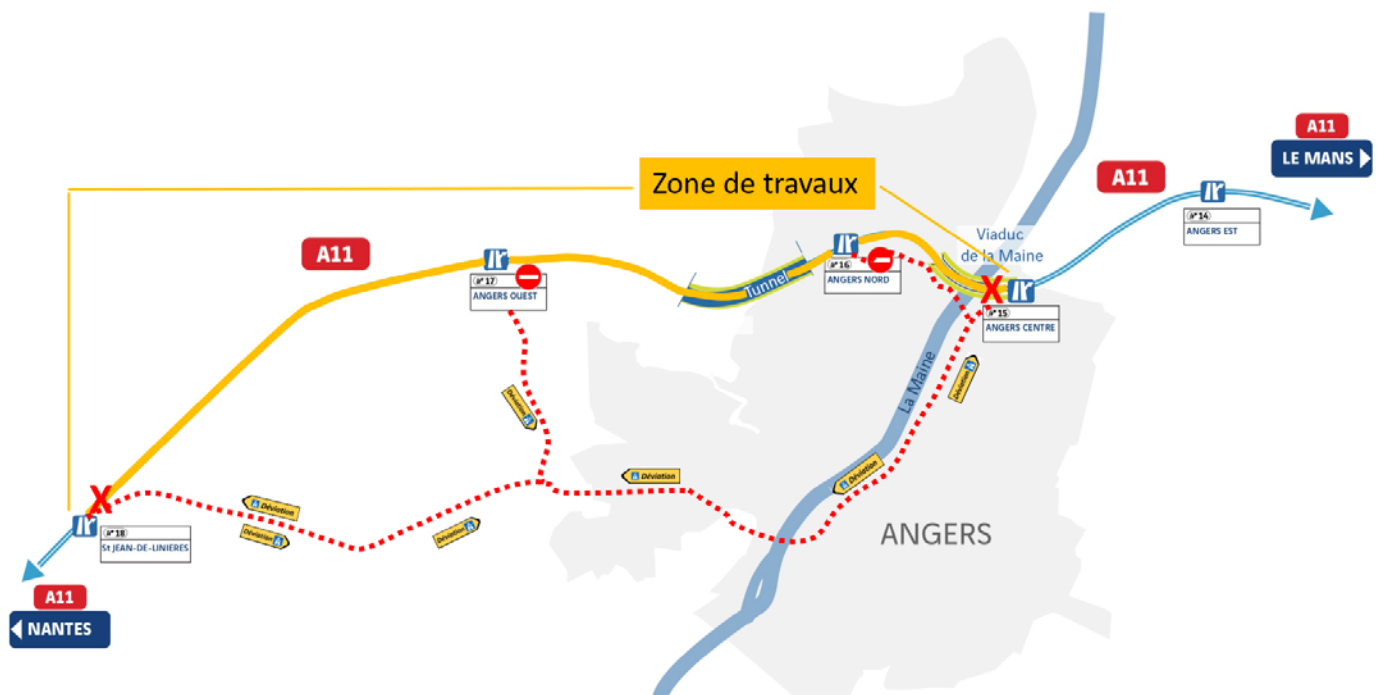 A11
LE MANS
Zone de travaux
A11
n°14
ANGERS EST
Viaduc
de la Maine
A11
n°17
ANGERS OUEST
Tunnel
n°16
ANGERS NORD
n°15
ANGERS CENTRE
La Maine
Déviation
Déviation
Déviation
Déviation
Déviation
Déviation
Déviation
n°18
St JEAN-DE-LINIERES
ANGERS
A11
NANTES